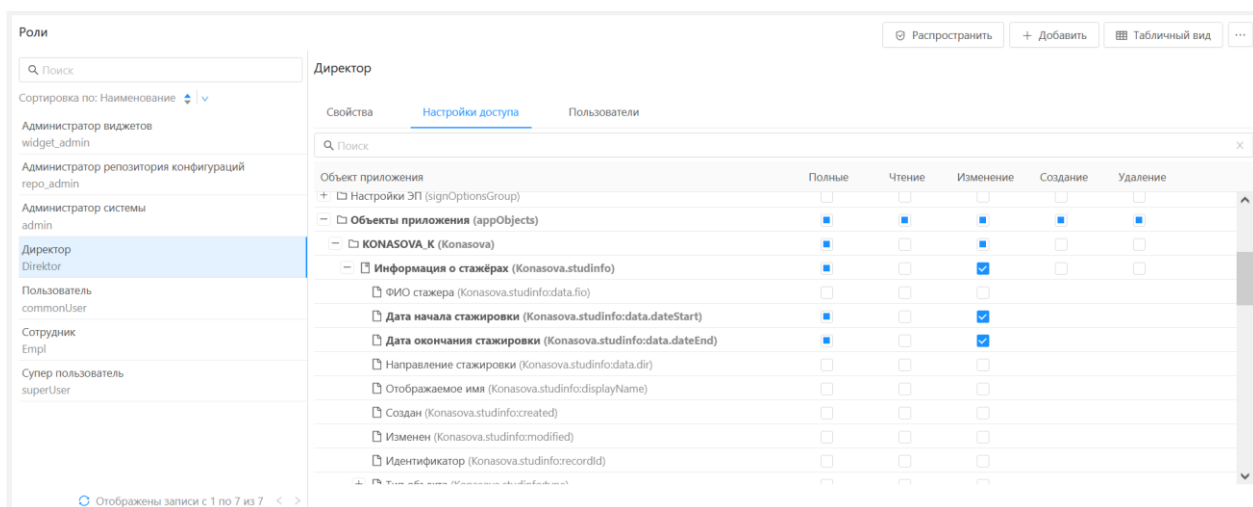 Роли
Распространить
+ Добавить
Табличный вид
...
Поиск
Сортировка по: Наименование
Администратор виджетов
widget_admin
Администратор репозитория конфигураций
repo_admin
Администратор системы
admin
Директор
Direktor
Пользователь
commonUser
Сотрудник
Empl
Супер пользователь
superUser
Отображены записи с 1 по 7 из 7 < >
Директор
Свойства Настройки доступа Пользователи
Поиск X
Объект приложения Полные Чтение Изменение Создание Удаление
+ Настройки ЭП (signOptionsGroup)
− Объекты приложения (appObjects)
− KONASOVA_K (Konasova)
− Информация о стажёрах (Konasova.studinfo)
ФИО стажера (Konasova.studinfo:data.fio)
Дата начала стажировки (Konasova.studinfo:data.dateStart)
Дата окончания стажировки (Konasova.studinfo:data.dateEnd)
Направление стажировки (Konasova.studinfo:data.dir)
Отображаемое имя (Konasova.studinfo:displayName)
Создан (Konasova.studinfo:created)
Изменен (Konasova.studinfo:modified)
Идентификатор (Konasova.studinfo:recordId)
+ Тип объекта